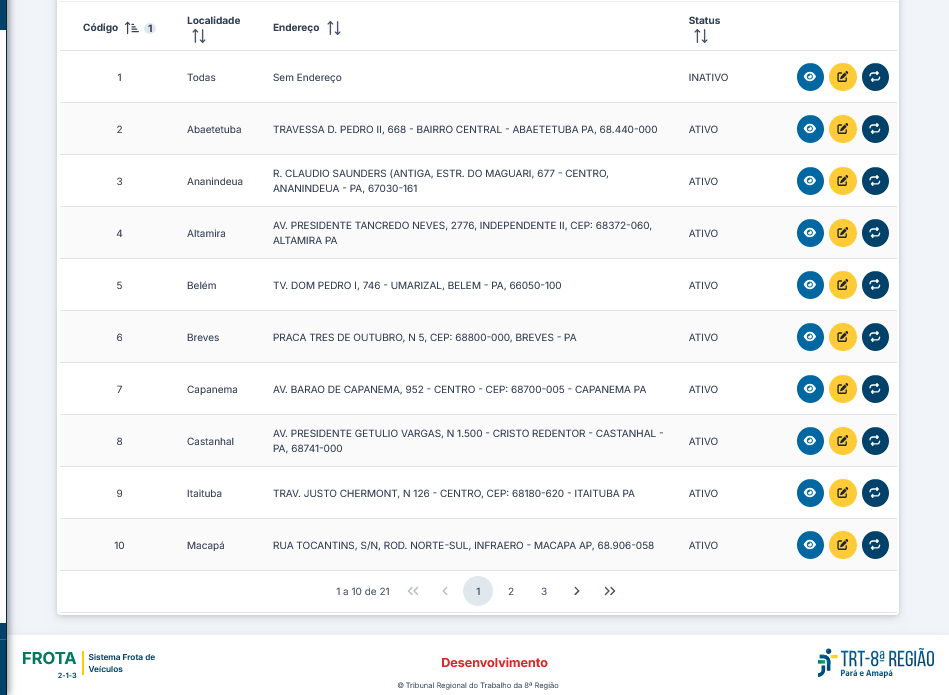 Código 1 Localidade Endereço Status
1 Todas Sem Endereço INATIVO
2 Abaetetuba TRAVESSA D. PEDRO II, 668 - BAIRRO CENTRAL - ABAETETUBA PA, 68.440-000 ATIVO
3 Ananindeua R. CLAUDIO SAUNDERS (ANTIGA, ESTR. DO MAGUARI, 677 - CENTRO, ATIVO
ANANINDEUA - PA, 67030-161
4 Altamira AV. PRESIDENTE TANCREDO NEVES, 2776, INDEPENDENTE II, CEP: 68372-060, ATIVO
ALTAMIRA PA
5 Belém TV. DOM PEDRO I, 746 - UMARIZAL, BELEM - PA, 66050-100 ATIVO
6 Breves PRACA TRES DE OUTUBRO, N 5, CEP: 68800-000, BREVES - PA ATIVO
7 Capanema AV. BARAO DE CAPANEMA, 952 - CENTRO - CEP: 68700-005 - CAPANEMA PA ATIVO
8 Castanhal AV. PRESIDENTE GETULIO VARGAS, N 1.500 - CRISTO REDENTOR - CASTANHAL - ATIVO
PA, 68741-000
9 Itaituba TRAV. JUSTO CHERMONT, N 126 - CENTRO, CEP: 68180-620 - ITAITUBA PA ATIVO
10 Macapá RUA TOCANTINS, S/N, ROD. NORTE-SUL, INFRAERO - MACAPA AP, 68.906-058 ATIVO
1 a 10 de 21 1 2 3
FROTA
2-1-3
Sistema Frota de
Veículos
Desenvolvimento
© Tribunal Regional do Trabalho da 8ª Região
TRT-8ª REGIÃO
Pará e Amapá